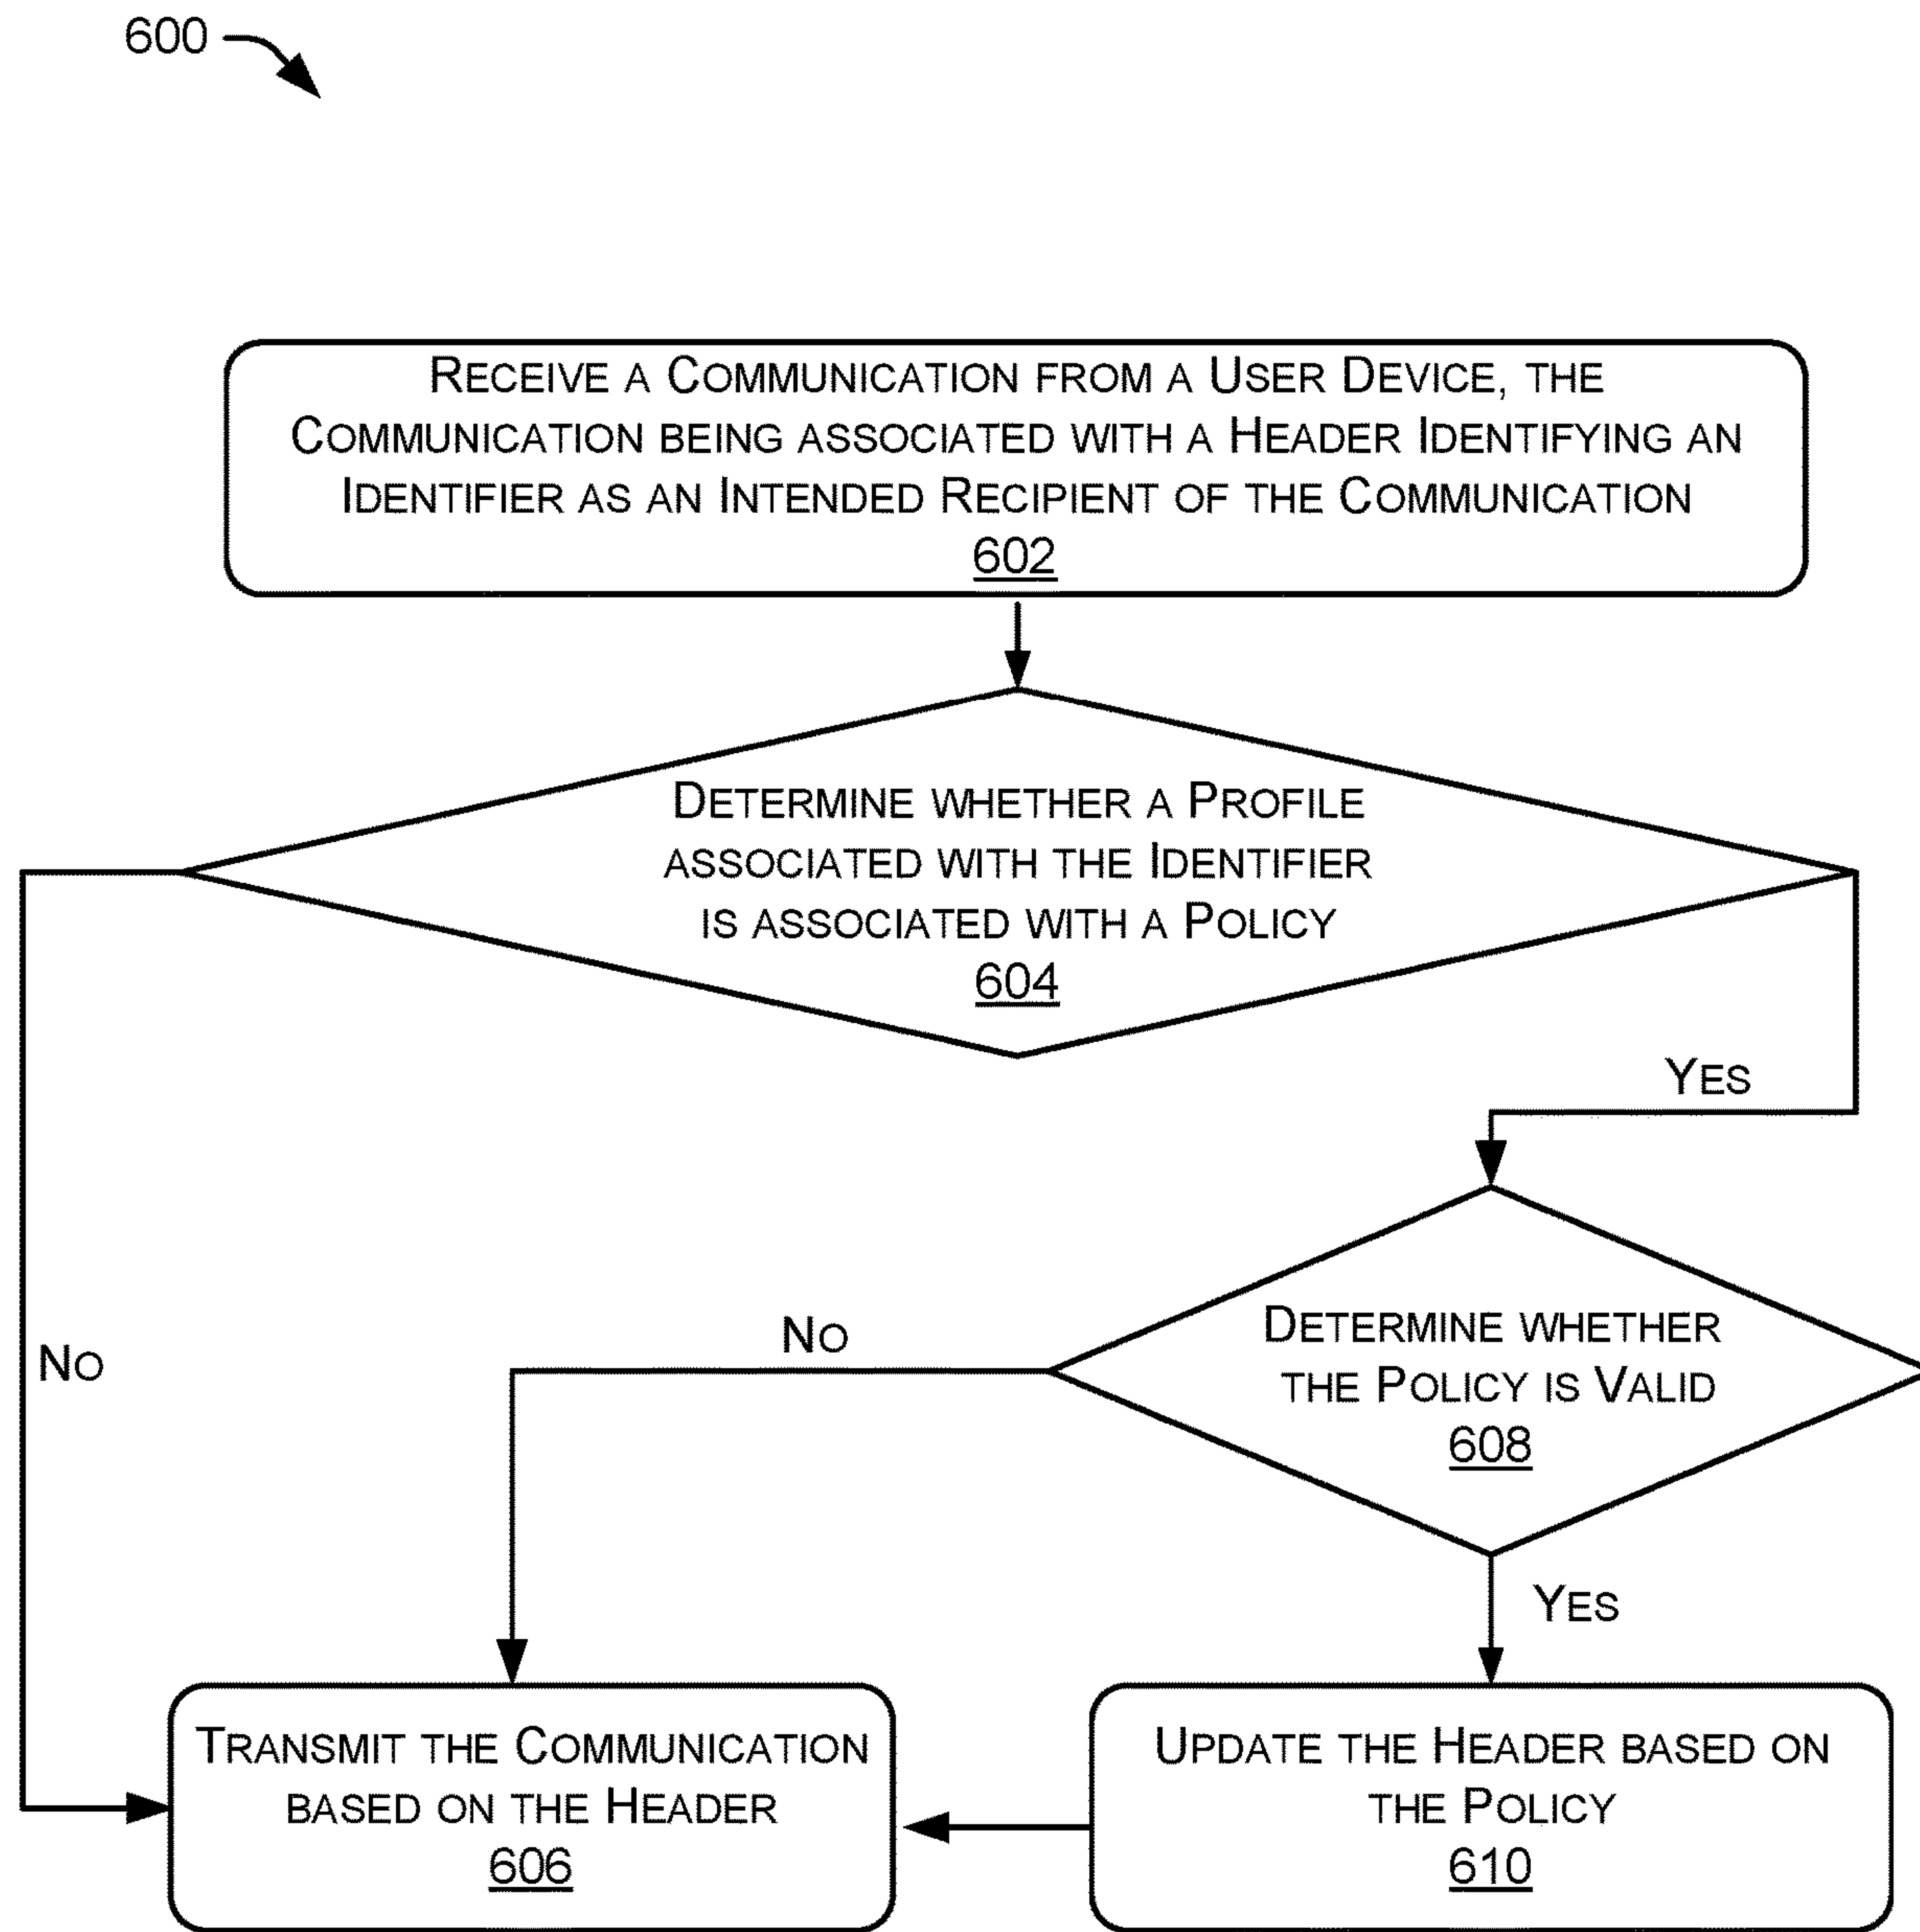 600
RECEIVE A COMMUNICATION FROM A USER DEVICE, THE
COMMUNICATION BEING ASSOCIATED WITH A HEADER IDENTIFYING AN
IDENTIFIER AS AN INTENDED RECIPIENT OF THE COMMUNICATION
602
DETERMINE WHETHER A PROFILE
ASSOCIATED WITH THE IDENTIFIER
IS ASSOCIATED WITH A POLICY
604
YES
NO
NO
DETERMINE WHETHER
THE POLICY IS VALID
608
YES
TRANSMIT THE COMMUNICATION
BASED ON THE HEADER
606
UPDATE THE HEADER BASED ON
THE POLICY
610